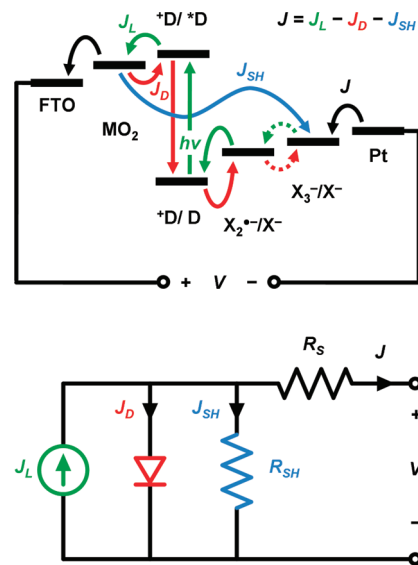 ⁺D/ *D
J = J_L − J_D − J_SH
J_L
J_D
J_SH
J
FTO
MO₂
hν
Pt
X₃⁻/X⁻
⁺D/ D
X₂•⁻/X⁻
+ V −
R_S
J
J_D
J_SH
+
J_L
R_SH
V
−